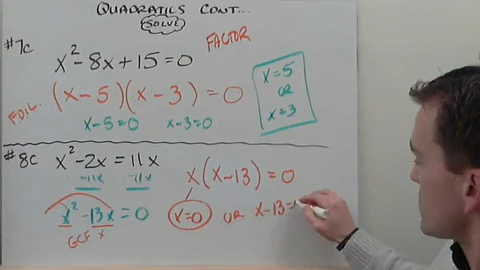 QUADRATILS CONT...
SOLVE
#7c
x²-8x+15=0
FACTOR
FOIL.
(x-5)(x-3)=0
x-5=0 x-3=0
x=5
OR
x=3
#8c x²-2x=11x
-11x -11x
x(x-13)=0
x²-13x=0
GCF x
x=0 OR x-13=